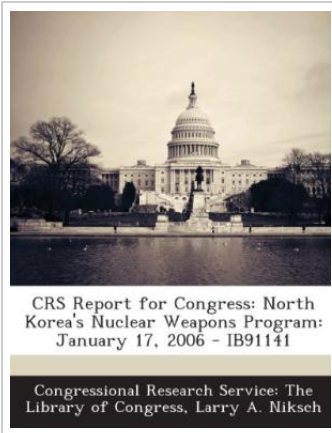 CRS Report for Congress: North
Korea's Nuclear Weapons Program:
January 17, 2006 - IB91141
Congressional Research Service: The
Library of Congress, Larry A. Niksch